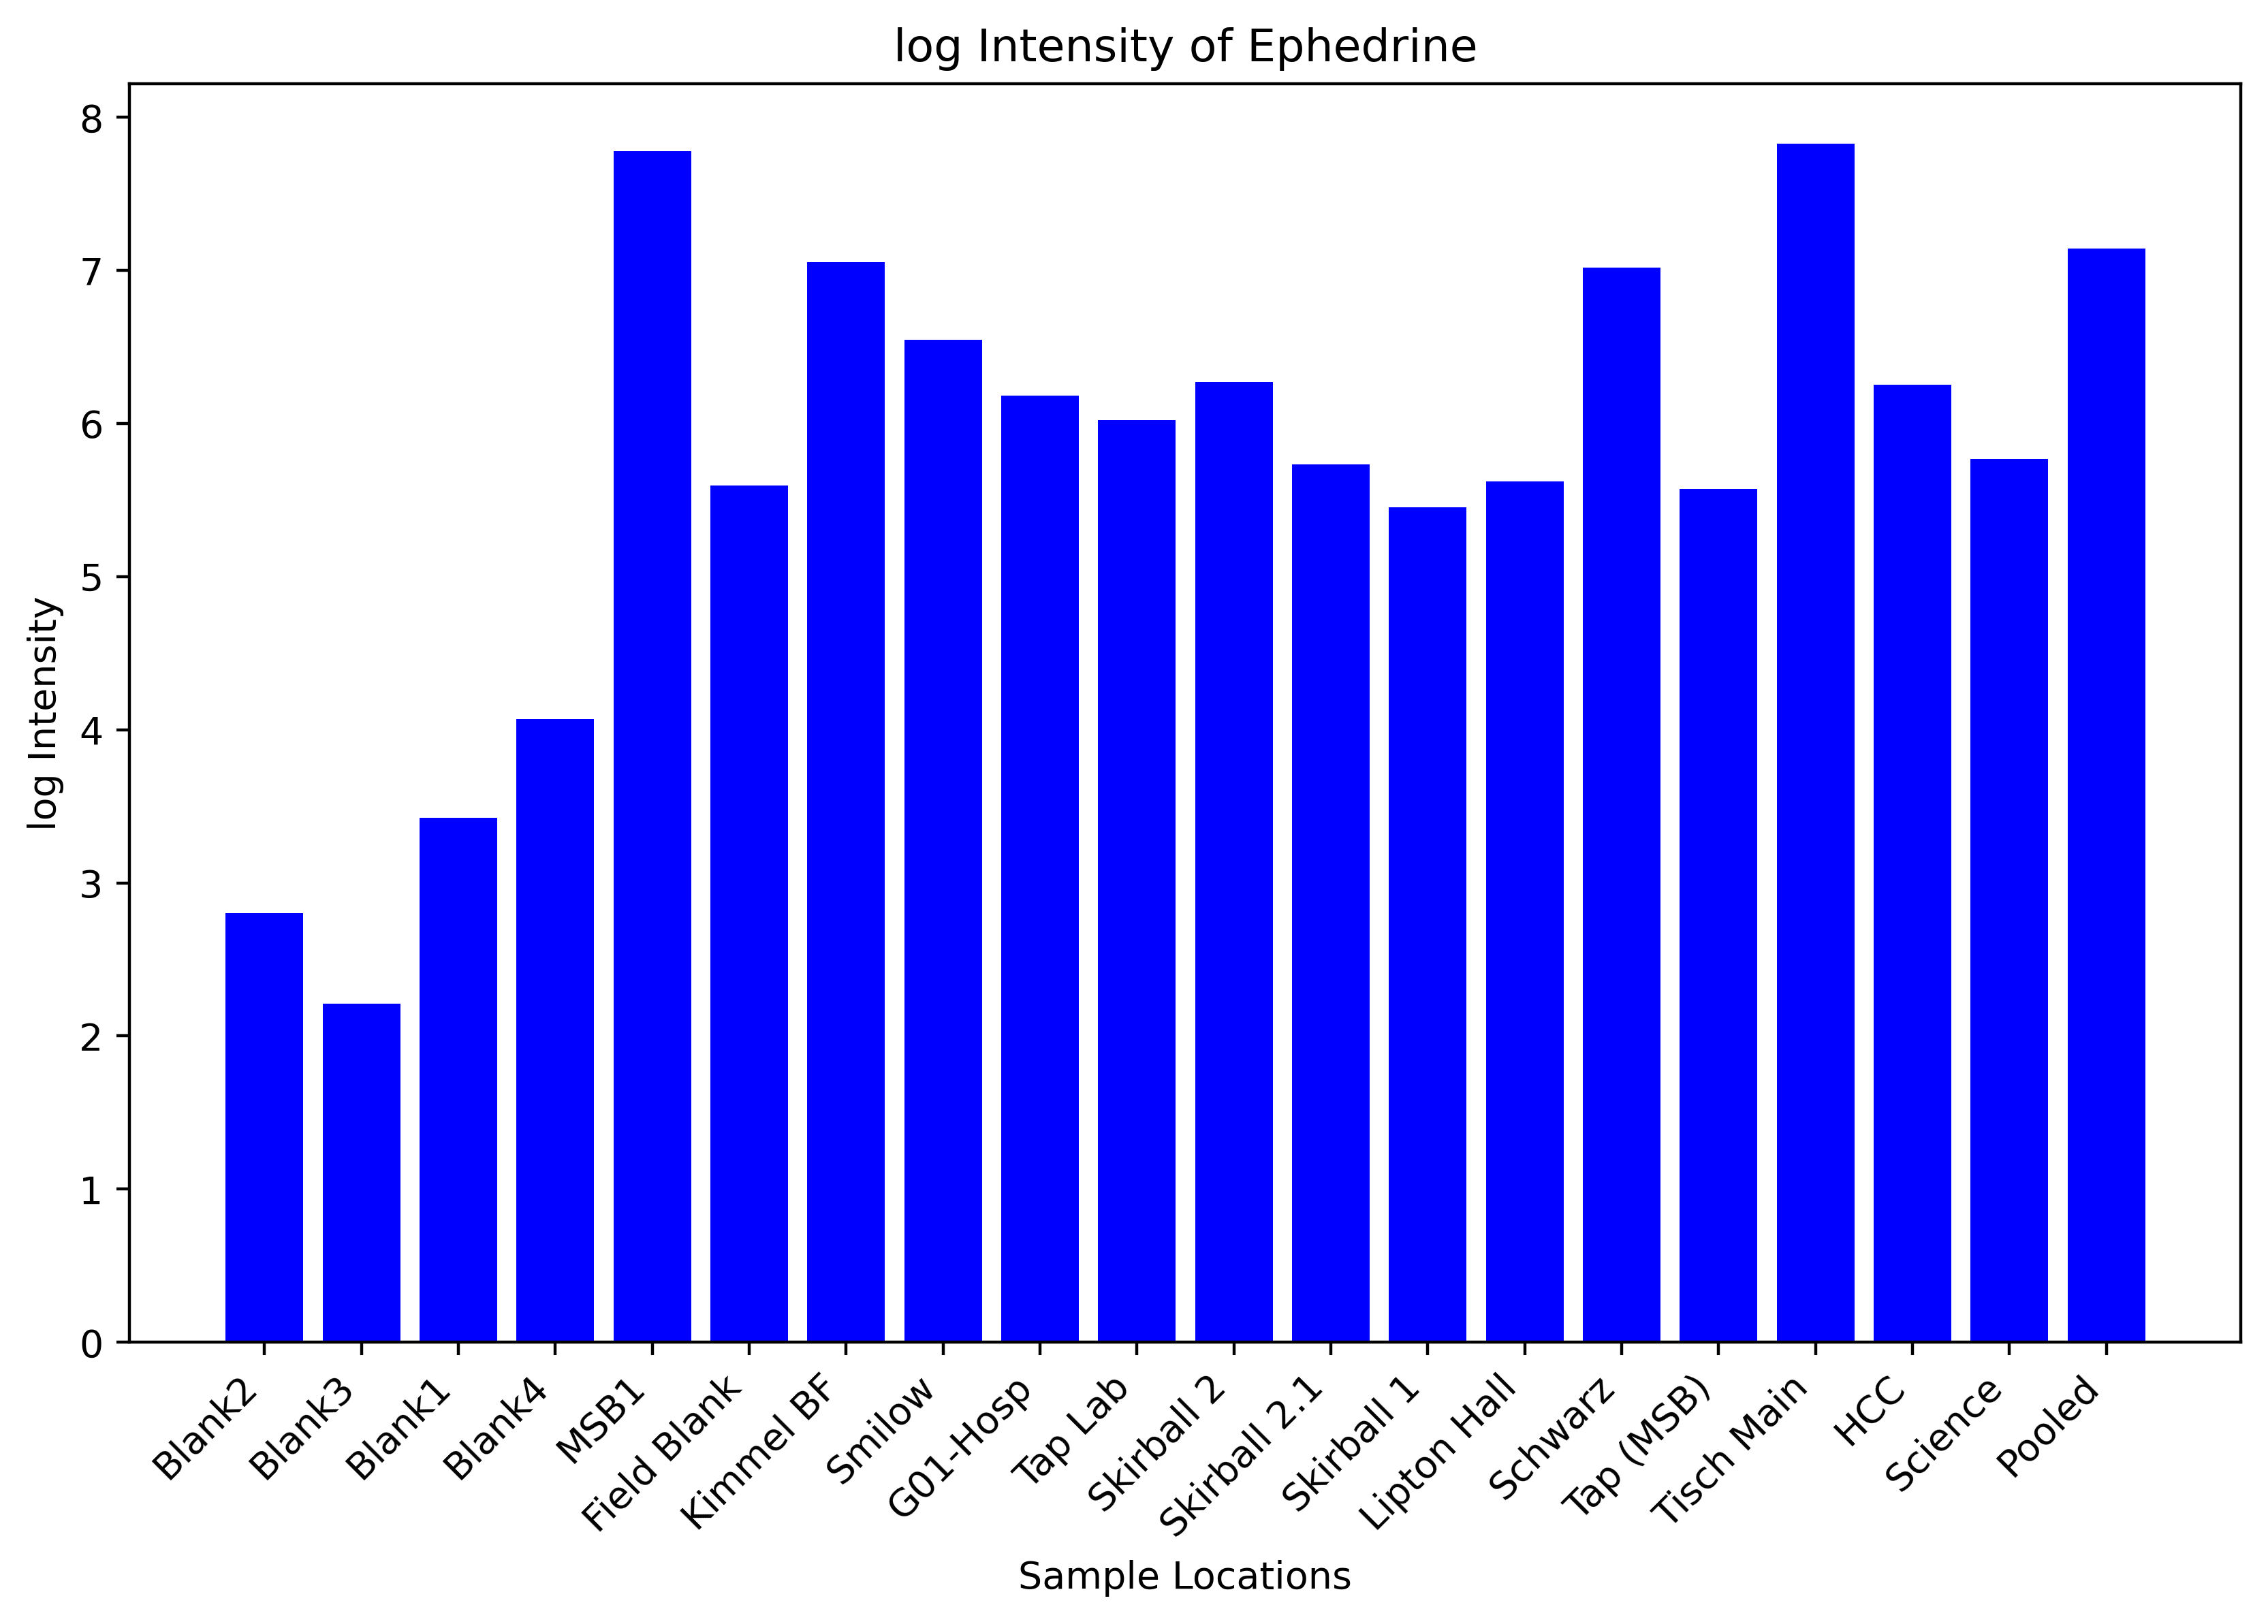 log Intensity of Ephedrine
log Intensity
8
7
6
5
4
3
2
1
0
Blank2
Blank3
Blank1
Blank4
MSB1
Field Blank
Kimmel BF
Smilow
G01-Hosp
Tap Lab
Skirball 2
Skirball 2.1
Skirball 1
Lipton Hall
Schwarz
Tap (MSB)
Tisch Main
HCC
Science
Pooled
Sample Locations